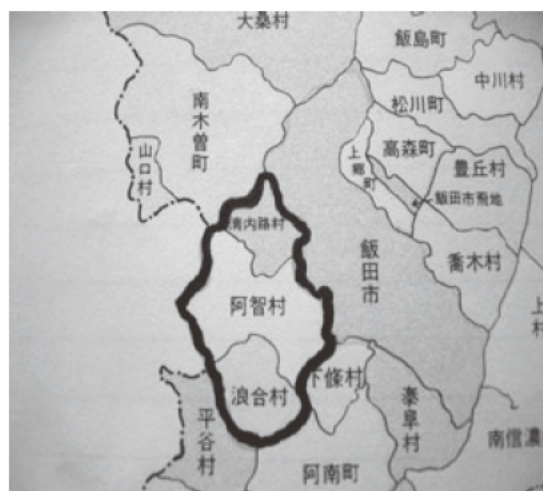 大桑村
飯島町
中川村
松川町
南木曽町
高森町
山口村
上郷町
豊丘村
飯田市飛地
清内路村
飯田市
喬木村
阿智村
上村
下條村
浪合村
泰阜村
平谷村
南信濃
阿南町